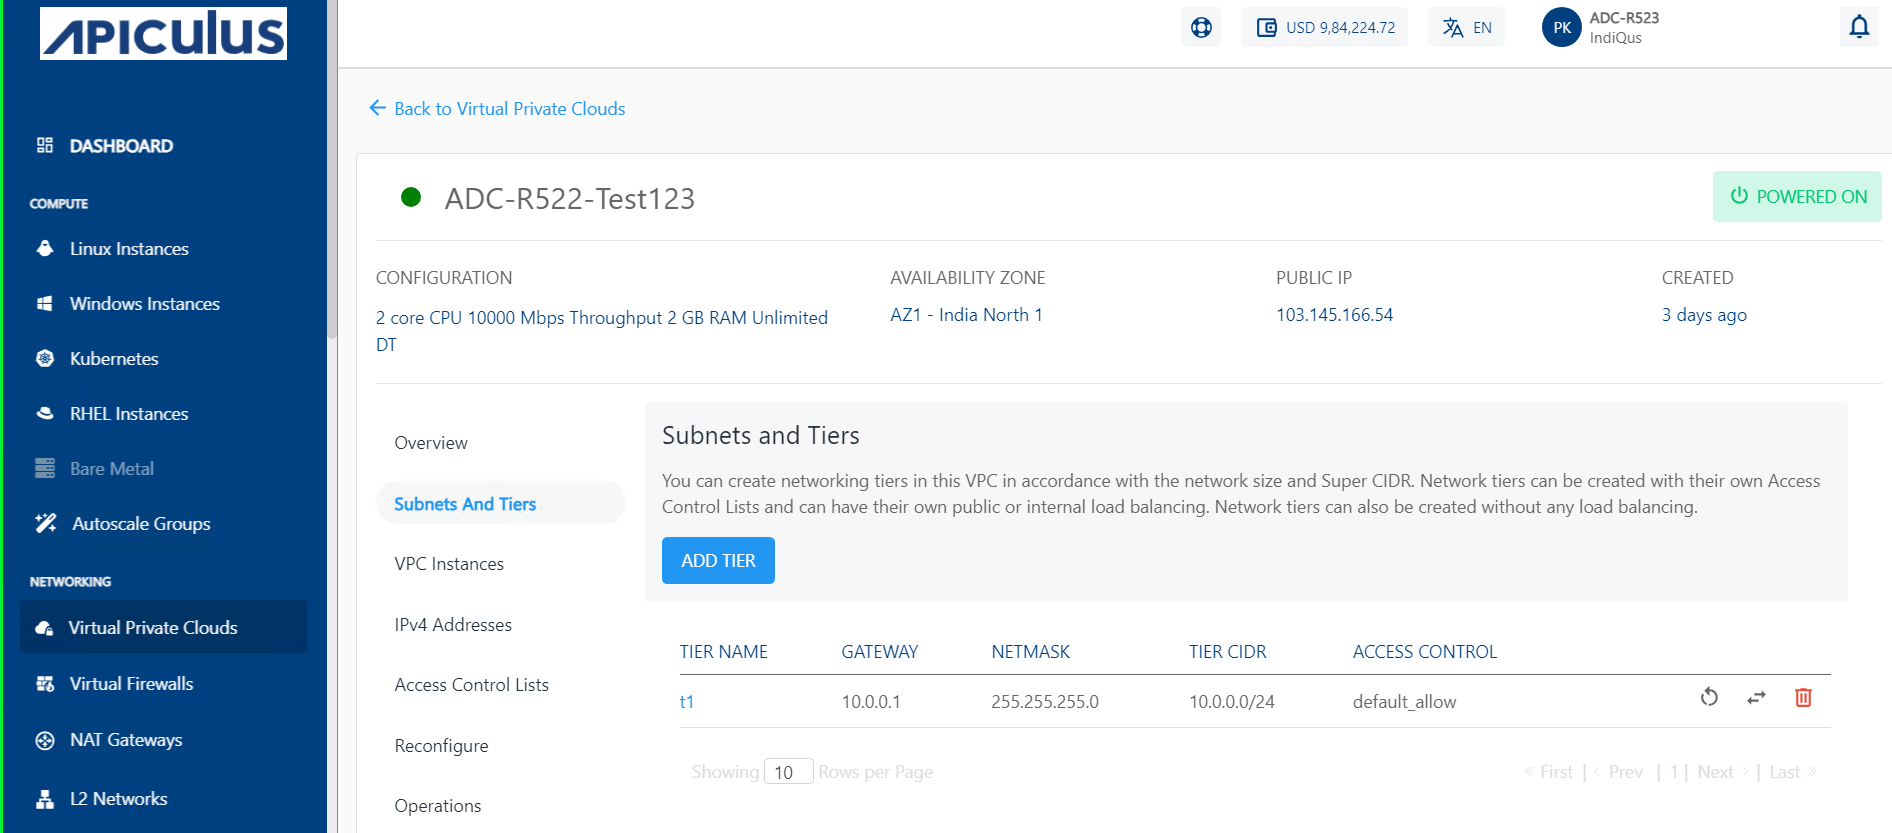 APICULUS
USD 9,84,224.72
EN
PK
ADC-R523
IndiQus
DASHBOARD
COMPUTE
Linux Instances
Windows Instances
Kubernetes
RHEL Instances
Bare Metal
Autoscale Groups
NETWORKING
Virtual Private Clouds
Virtual Firewalls
NAT Gateways
L2 Networks
Back to Virtual Private Clouds
ADC-R522-Test123
POWERED ON
CONFIGURATION
2 core CPU 10000 Mbps Throughput 2 GB RAM Unlimited
DT
AVAILABILITY ZONE
AZ1 - India North 1
PUBLIC IP
103.145.166.54
CREATED
3 days ago
Overview
Subnets And Tiers
VPC Instances
IPv4 Addresses
Access Control Lists
Reconfigure
Operations
Subnets and Tiers
You can create networking tiers in this VPC in accordance with the network size and Super CIDR. Network tiers can be created with their own Access
Control Lists and can have their own public or internal load balancing. Network tiers can also be created without any load balancing.
ADD TIER
TIER NAME GATEWAY NETMASK TIER CIDR ACCESS CONTROL
t1 10.0.0.1 255.255.255.0 10.0.0.0/24 default_allow
Showing 10 Rows per Page
« First | ‹ Prev | 1 | Next › | Last »